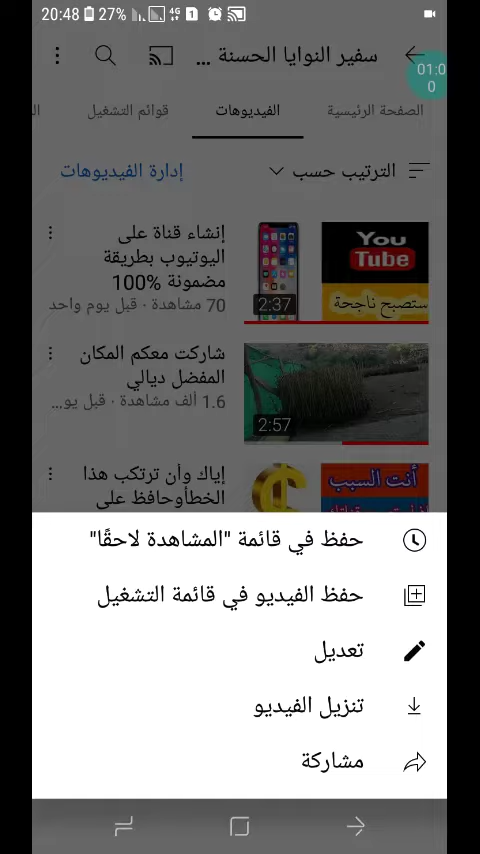 20:48 27% 4G 1
سفير النوايا الحسنة ...
01:0
0
الصفحة الرئيسية الفيديوهات قوائم التشغيل الـ
الترتيب حسب إدارة الفيديوهات
You
Tube
ستصبح ناجحة
2:37
إنشاء قناة على
اليوتيوب بطريقة
مضمونة %100
70 مشاهدة · قبل يوم واحد
2:57
شاركت معكم المكان
المفضل ديالي
1.6 ألف مشاهدة · قبل يو...
أنت السبب
إياك وأن ترتكب هذا
الخطأوحافظ على
حفظ في قائمة "المشاهدة لاحقًا"
حفظ الفيديو في قائمة التشغيل
تعديل
تنزيل الفيديو
مشاركة